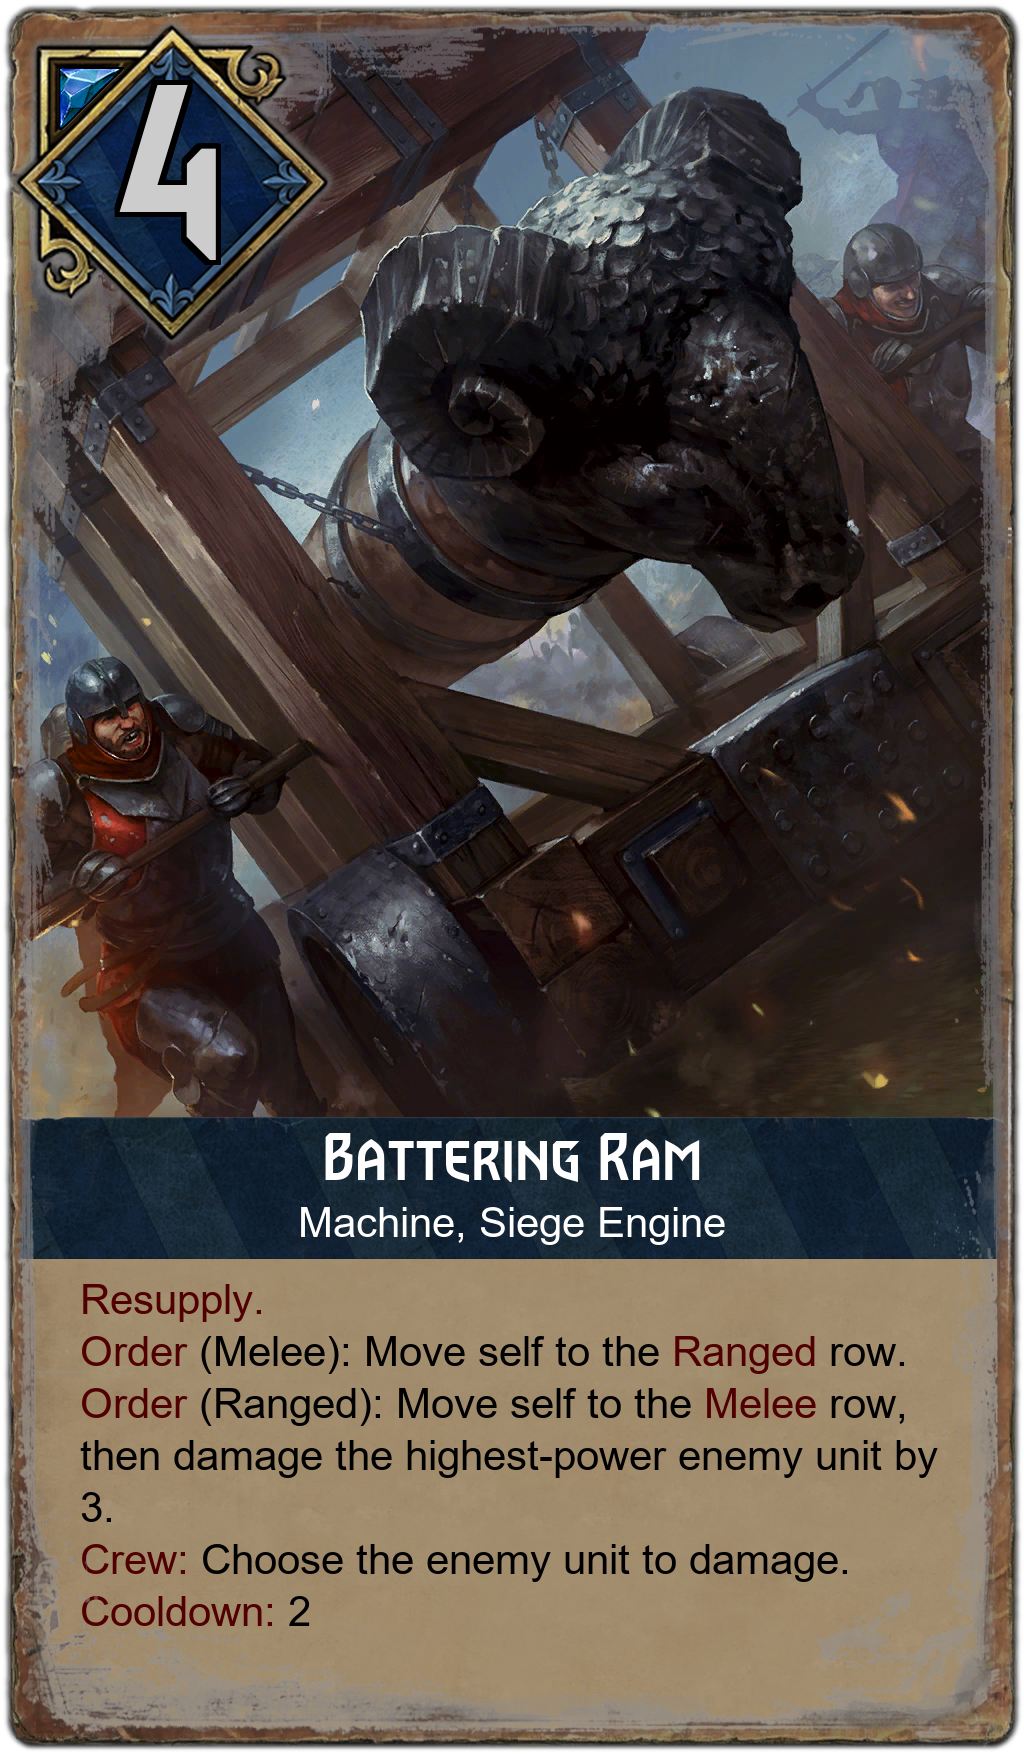 4
Battering Ram
Machine, Siege Engine
Resupply.
Order (Melee): Move self to the Ranged row.
Order (Ranged): Move self to the Melee row,
then damage the highest-power enemy unit by
3.
Crew: Choose the enemy unit to damage.
Cooldown: 2